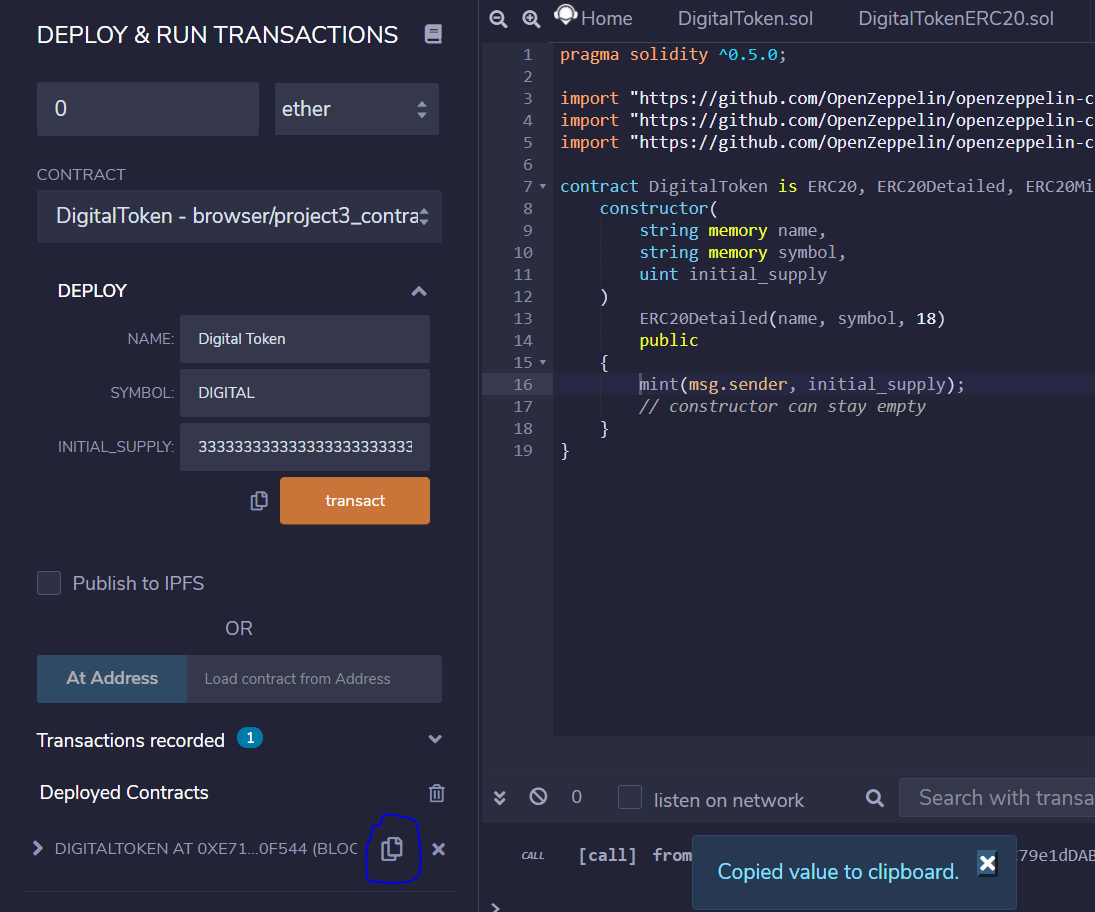 DEPLOY & RUN TRANSACTIONS
0
ether
CONTRACT
DigitalToken - browser/project3_contra
DEPLOY
NAME:
Digital Token
SYMBOL:
DIGITAL
INITIAL_SUPPLY:
transact
Publish to IPFS
OR
At Address
Load contract from Address
Transactions recorded 1
Deployed Contracts
DIGITALTOKEN AT 0XE71...0F544 (BLOC
Home DigitalToken.sol DigitalTokenERC20.sol
1 pragma solidity ^0.5.0;
2
3 import "https://github.com/OpenZeppelin/openzeppelin-c
4 import "https://github.com/OpenZeppelin/openzeppelin-c
5 import "https://github.com/OpenZeppelin/openzeppelin-c
6
7 contract DigitalToken is ERC20, ERC20Detailed, ERC20Mi
8 constructor(
9 string memory name,
10 string memory symbol,
11 uint initial_supply
12 )
13 ERC20Detailed(name, symbol, 18)
14 public
15 {
16 mint(msg.sender, initial_supply);
17 // constructor can stay empty
18 }
19 }
0 listen on network Search with transa
CALL [call] from 79e1dDAB
Copied value to clipboard.